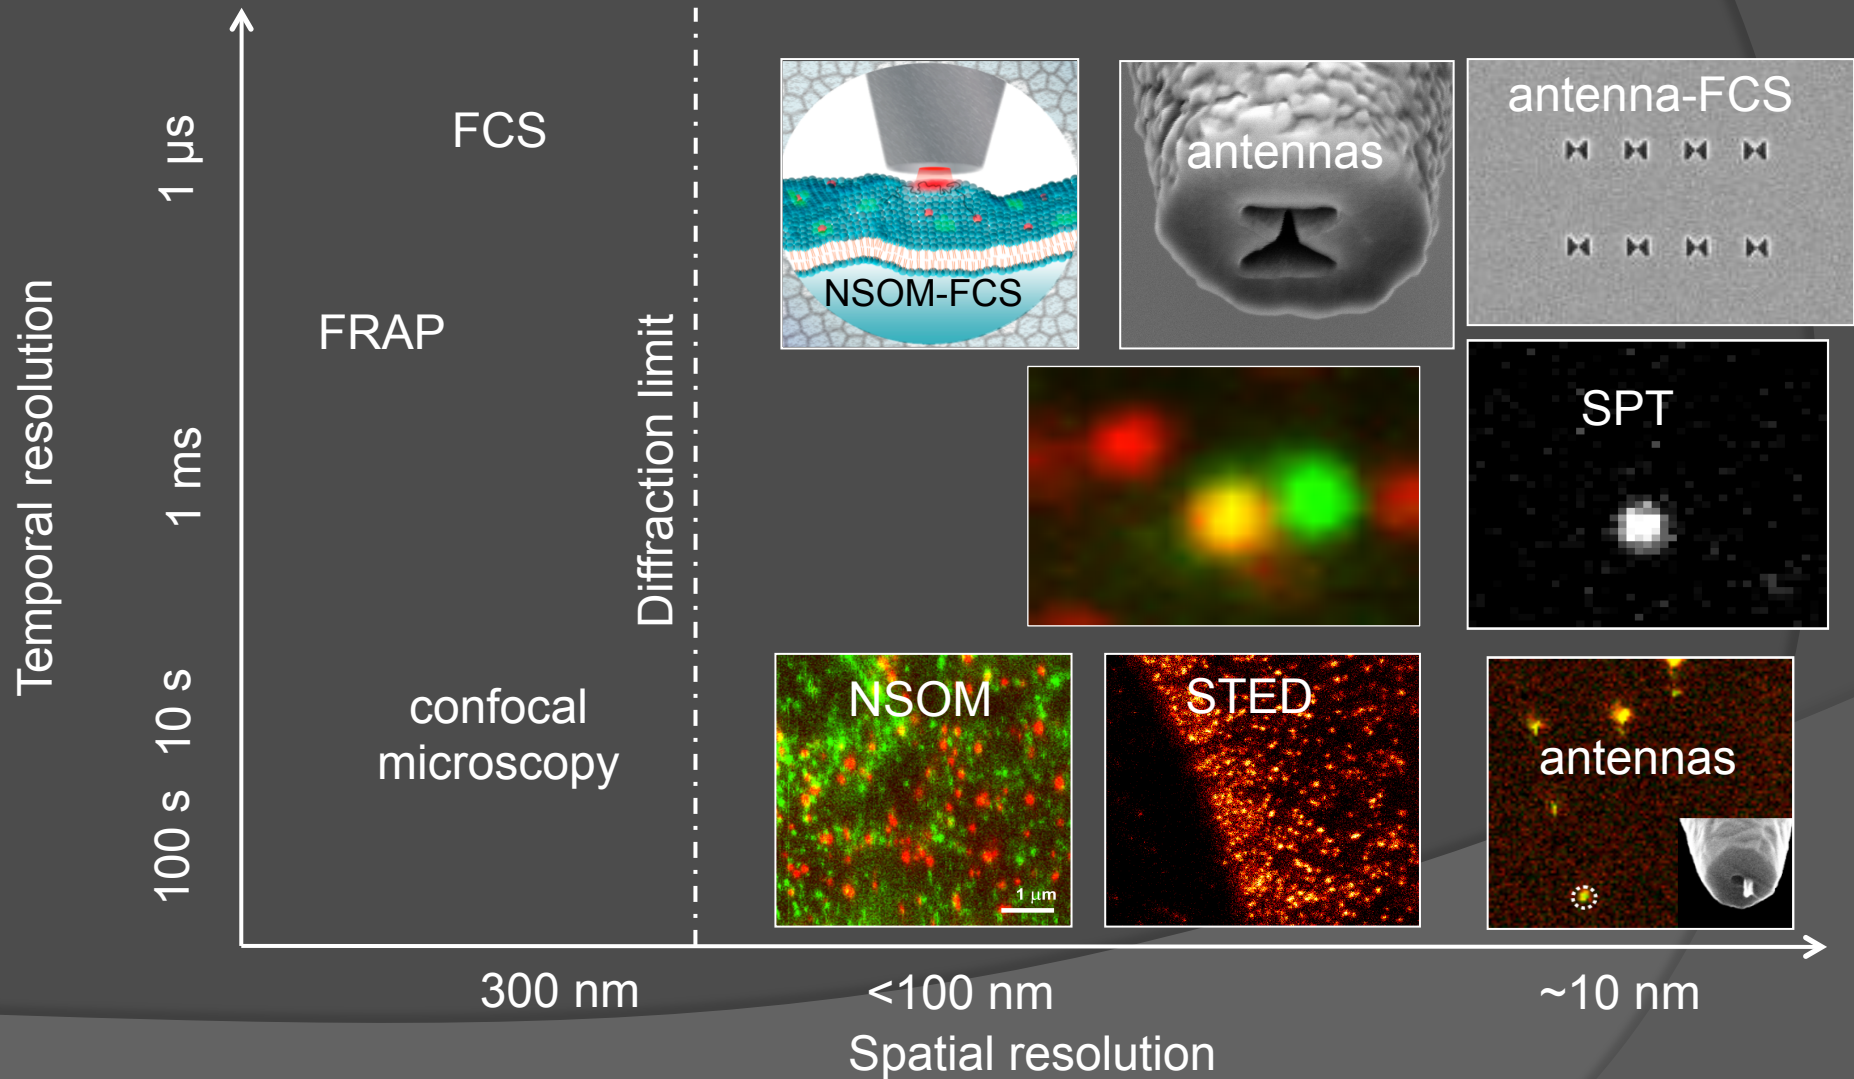 Temporal resolution
1 µs
1 ms
10 s
100 s
FCS
FRAP
confocal
microscopy
Diffraction limit
NSOM-FCS
antennas
antenna-FCS
SPT
NSOM
1 µm
STED
antennas
300 nm
<100 nm
~10 nm
Spatial resolution